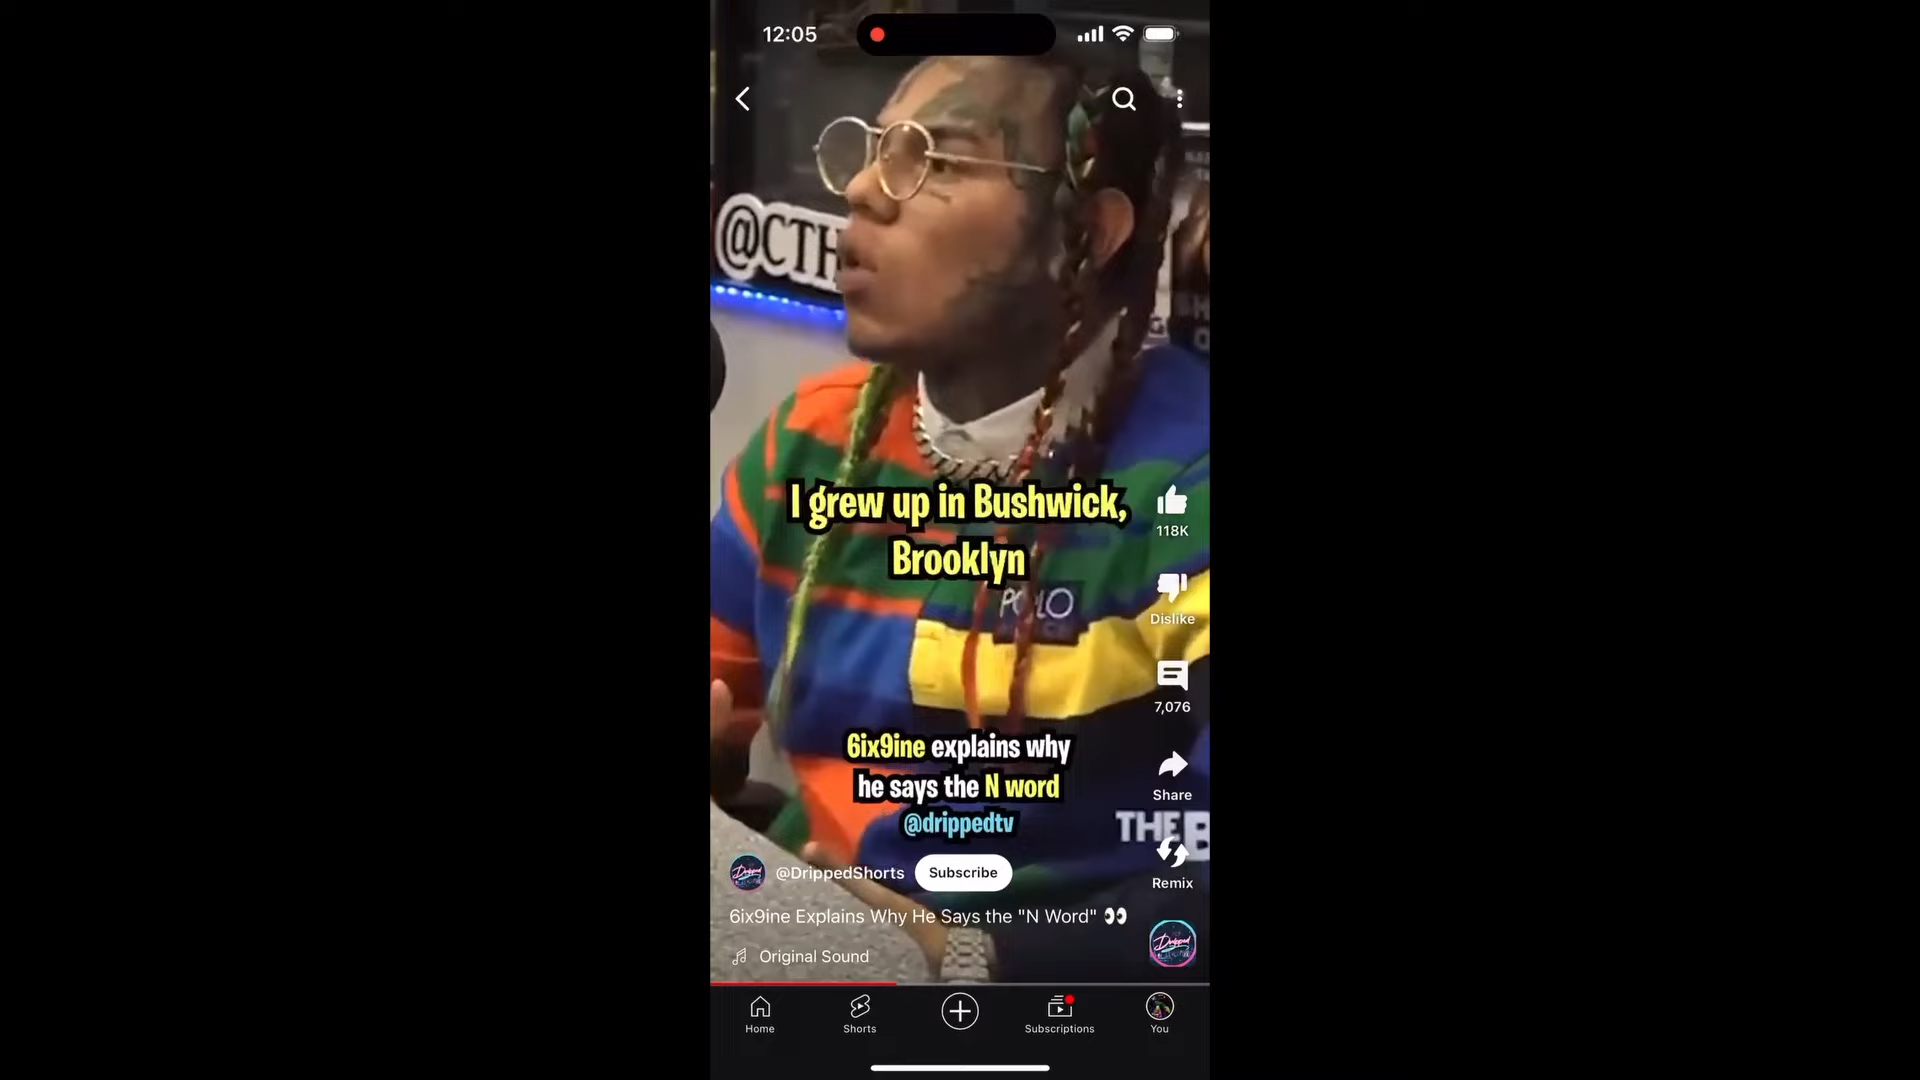 12:05
@CTH
I grew up in Bushwick,
Brooklyn
POLO
118K
Dislike
7,076
6ix9ine explains why
he says the N word
@drippedtv
Share
THE B
@DrippedShorts
Subscribe
Remix
6ix9ine Explains Why He Says the "N Word" 👀
Dripped
Original Sound
Home
Shorts
Subscriptions
You